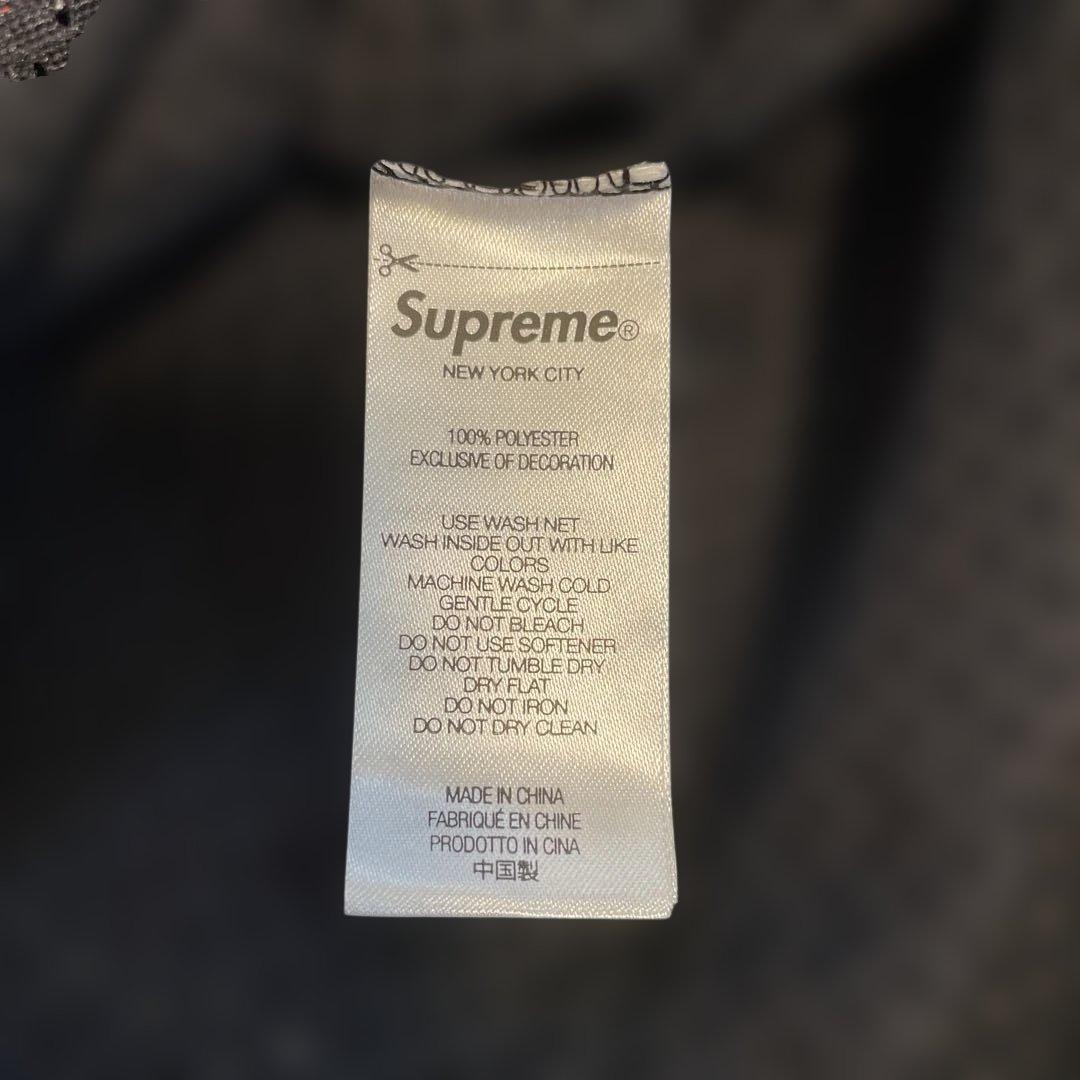 Supreme®
NEW YORK CITY
100% POLYESTER
EXCLUSIVE OF DECORATION
USE WASH NET
WASH INSIDE OUT WITH LIKE
COLORS
MACHINE WASH COLD
GENTLE CYCLE
DO NOT BLEACH
DO NOT USE SOFTENER
DO NOT TUMBLE DRY
DRY FLAT
DO NOT IRON
DO NOT DRY CLEAN
MADE IN CHINA
FABRIQUÉ EN CHINE
PRODOTTO IN CINA
中国製